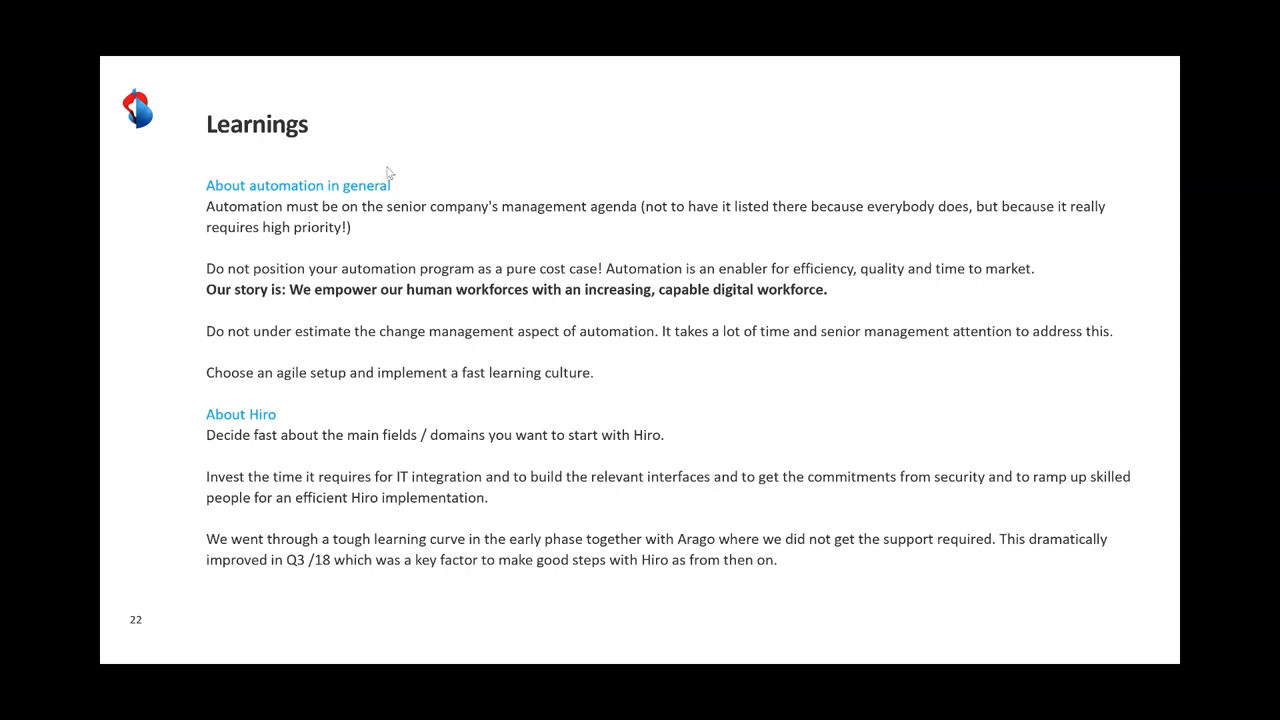 Learnings
About automation in general
Automation must be on the senior company's management agenda (not to have it listed there because everybody does, but because it really
requires high priority!)
Do not position your automation program as a pure cost case! Automation is an enabler for efficiency, quality and time to market.
Our story is: We empower our human workforces with an increasing, capable digital workforce.
Do not under estimate the change management aspect of automation. It takes a lot of time and senior management attention to address this.
Choose an agile setup and implement a fast learning culture.
About Hiro
Decide fast about the main fields / domains you want to start with Hiro.
Invest the time it requires for IT integration and to build the relevant interfaces and to get the commitments from security and to ramp up skilled
people for an efficient Hiro implementation.
We went through a tough learning curve in the early phase together with Arago where we did not get the support required. This dramatically
improved in Q3 /18 which was a key factor to make good steps with Hiro as from then on.
22